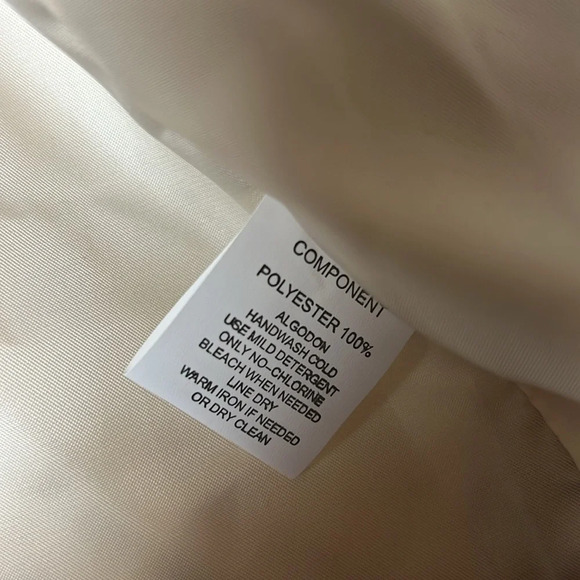 COMPONENT
POLYESTER 100%
ALGODON
HANDWASH COLD
USE MILD DETERGENT
ONLY NO-CHLORINE
BLEACH WHEN NEEDED
LINE DRY
WARM IRON IF NEEDED
OR DRY CLEAN